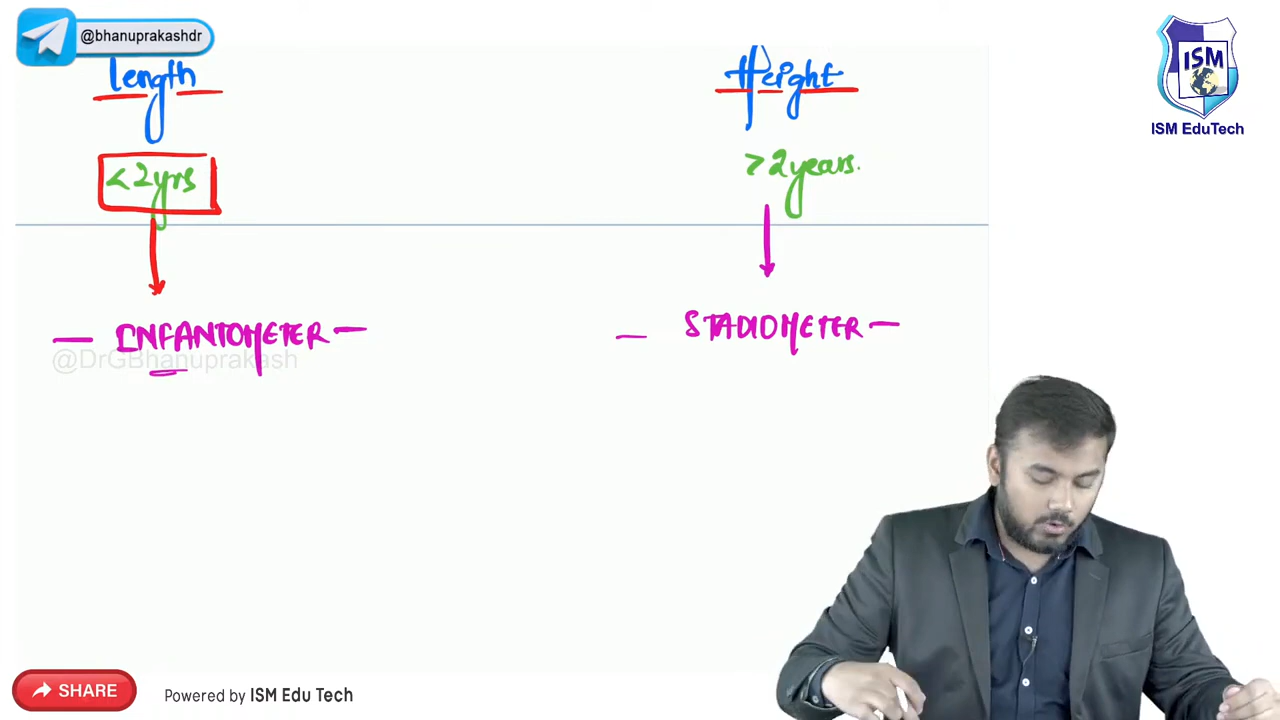 @bhanuprakashdr
Length
Height
ISM
ISM EduTech
<2yrs
>2years.
— INFANTOMETER —
— STADIOMETER —
@DrGBhanuprakash
SHARE
Powered by ISM Edu Tech